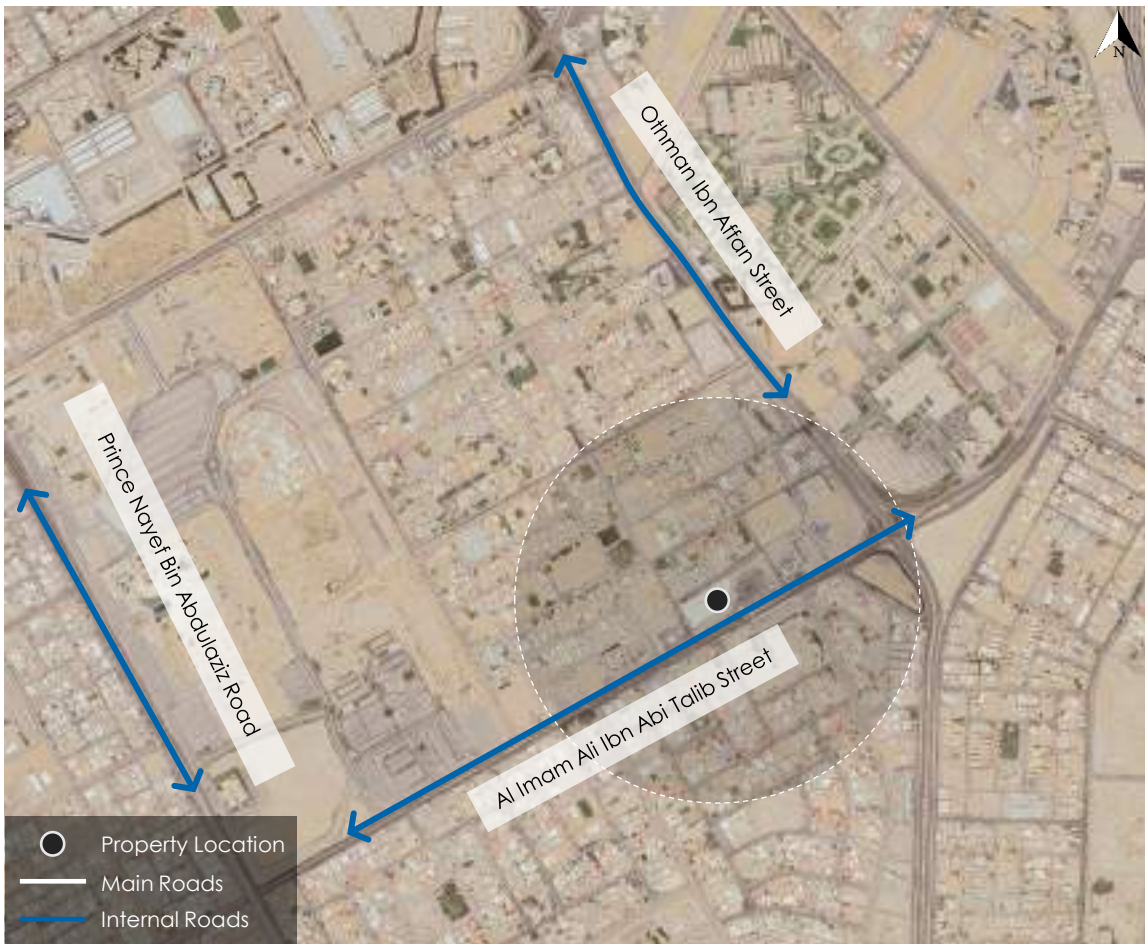 N
Othman Ibn Affan Street
Prince Nayef Bin Abdulaziz Road
Al Imam Ali Ibn Abi Talib Street
Property Location
Main Roads
Internal Roads